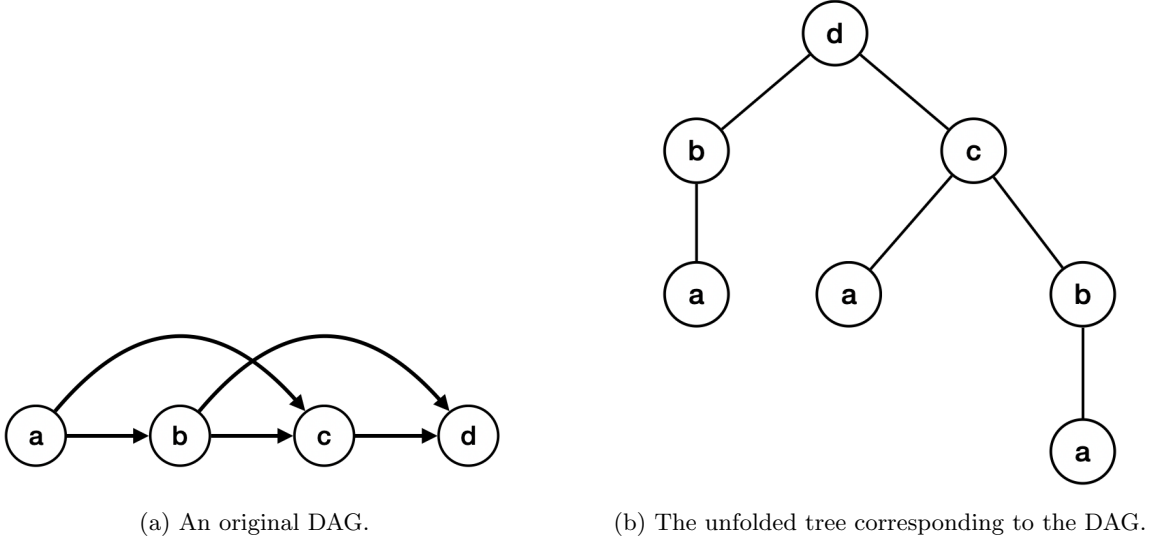 d
b
c
a
a
b
a
a
b
c
d
(a) An original DAG.
(b) The unfolded tree corresponding to the DAG.